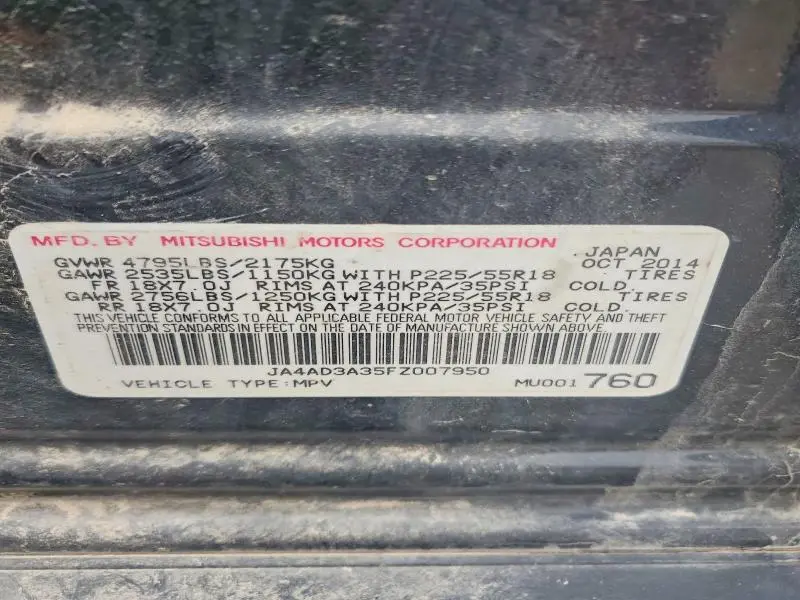 MFD. BY MITSUBISHI MOTORS CORPORATION JAPAN
GVWR 4795LBS/2175KG OCT 2014
GAWR 2535LBS/1150KG WITH P225/55R18 TIRES
FR 18X7.0J RIMS AT 240KPA/35PSI COLD.
GAWR 2756LBS/1250KG WITH P225/55R18 TIRES
RR 18X7.0J RIMS AT 240KPA/35PSI COLD.
THIS VEHICLE CONFORMS TO ALL APPLICABLE FEDERAL MOTOR VEHICLE SAFETY AND THEFT
PREVENTION STANDARDS IN EFFECT ON THE DATE OF MANUFACTURE SHOWN ABOVE.
JA4AD3A35FZ007950
VEHICLE TYPE:MPV MU001 760